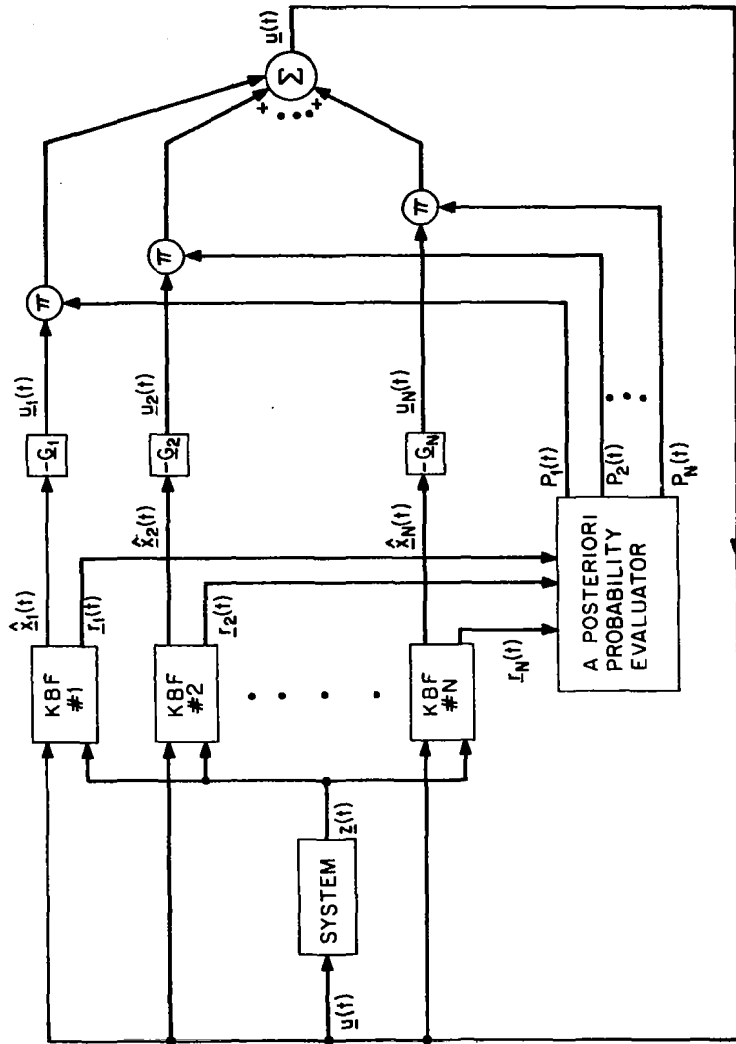 u(t)
SYSTEM
z(t)
KBF
#1
x̂1(t)
r1(t)
-G1
u1(t)
π
KBF
#2
x̂2(t)
r2(t)
-G2
u2(t)
π
KBF
#N
x̂N(t)
rN(t)
-GN
uN(t)
π
A POSTERIORI
PROBABILITY
EVALUATOR
P1(t)
P2(t)
PN(t)
+
+
Σ
u(t)